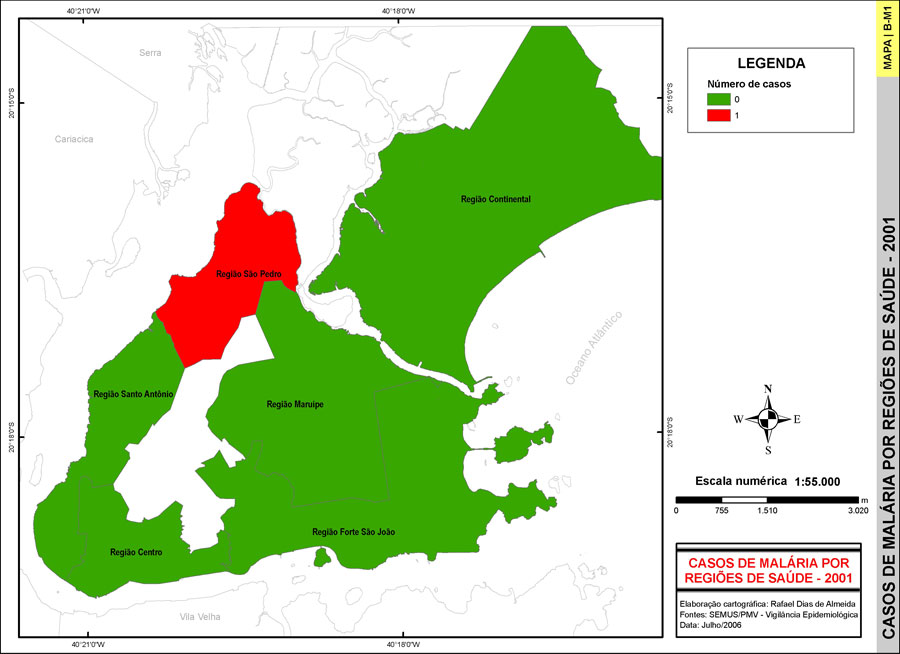 40°21'0"W
40°18'0"W
Serra
Cariacica
20°15'0"S
20°15'0"S
Região Continental
Região São Pedro
Oceano Atlântico
Região Santo Antônio
Região Maruípe
20°18'0"S
20°18'0"S
Região Forte São João
Região Centro
Vila Velha
40°21'0"W
40°18'0"W
LEGENDA
Número de casos
0
1
N
W
E
S
Escala numérica 1:55.000
m
0 755 1.510 3.020
CASOS DE MALÁRIA POR
REGIÕES DE SAÚDE - 2001
Elaboração cartográfica: Rafael Dias de Almeida
Fontes: SEMUS/PMV - Vigilância Epidemiológica
Data: Julho/2006
MAPA | B-M1
CASOS DE MALÁRIA POR REGIÕES DE SAÚDE - 2001